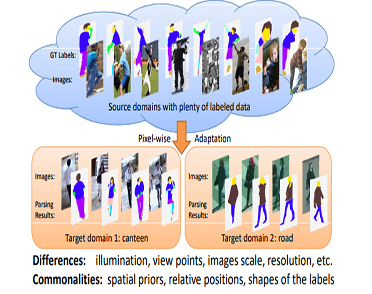 GT Labels:
Images:
Source domains with plenty of labeled data
Pixel-wise Adaptation
Images:
Parsing
Results:
Target domain 1: canteen
Images:
Parsing
Results:
Target domain 2: road
Differences: illumination, view points, images scale, resolution, etc.
Commonalities: spatial priors, relative positions, shapes of the labels